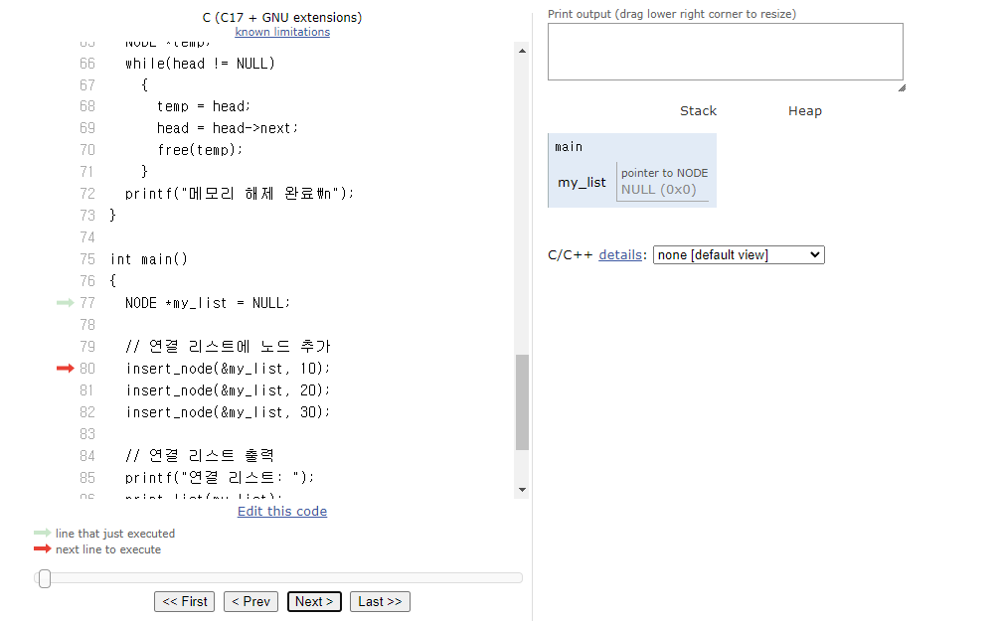 C (C17 + GNU extensions)
known limitations
65 NODE *temp;
66 while(head != NULL)
67 {
68 temp = head;
69 head = head->next;
70 free(temp);
71 }
72 printf("메모리 해제 완료₩n");
73 }
74
75 int main()
76 {
77 NODE *my_list = NULL;
78
79 // 연결 리스트에 노드 추가
80 insert_node(&my_list, 10);
81 insert_node(&my_list, 20);
82 insert_node(&my_list, 30);
83
84 // 연결 리스트 출력
85 printf("연결 리스트: ");
86 print_list(my_list);
Edit this code
line that just executed
next line to execute
<< First
< Prev
Next >
Last >>
Print output (drag lower right corner to resize)
Stack
Heap
main
my_list
pointer to NODE
NULL (0x0)
C/C++ details: none [default view]